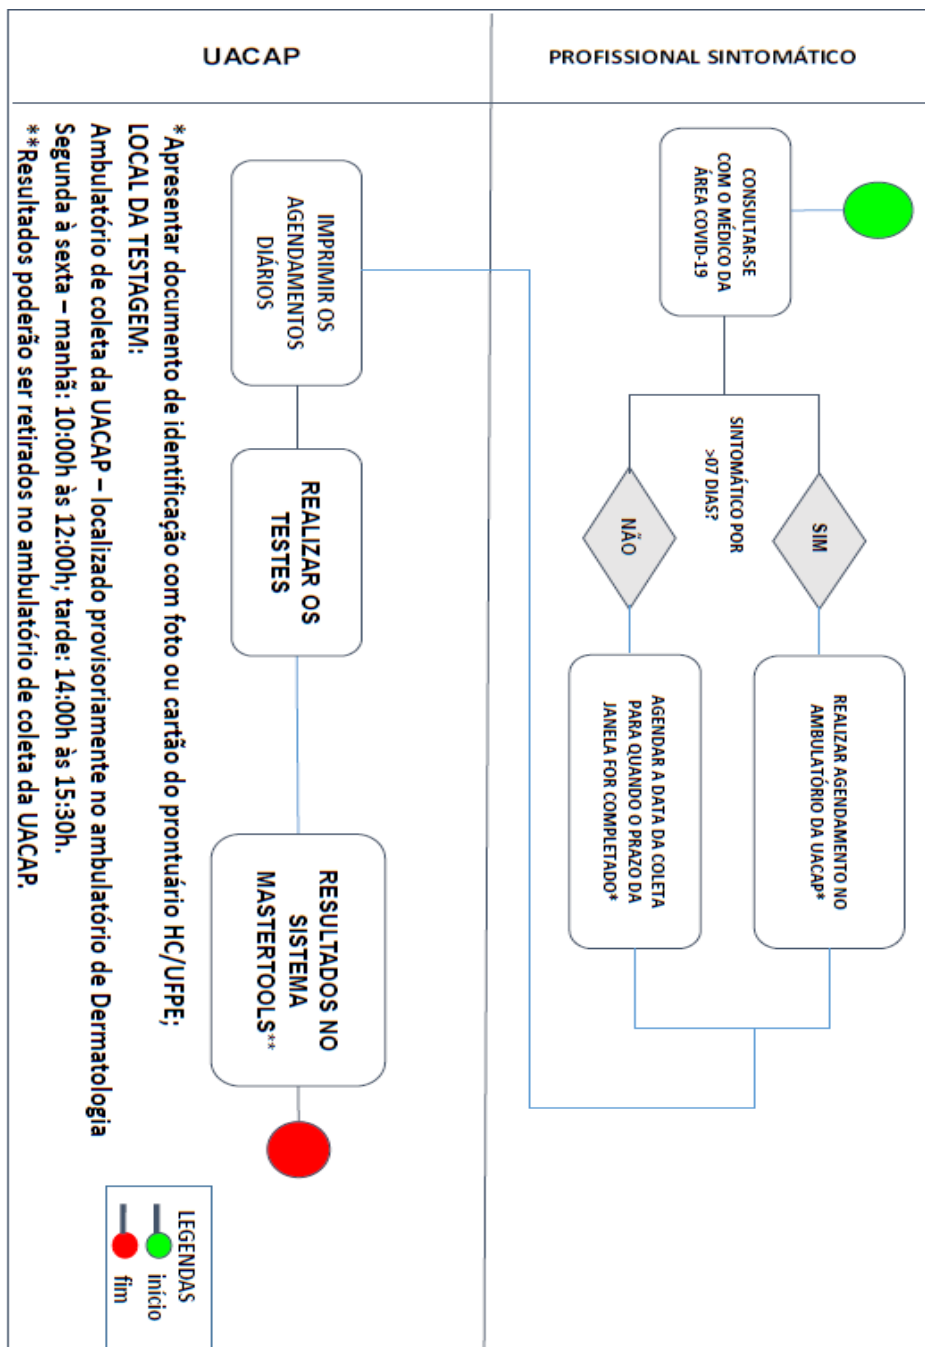 PROFISSIONAL SINTOMÁTICO
CONSULTAR-SE
COM O MÉDICO DA
ÁREA COVID-19
SINTOMÁTICO POR
>07 DIAS?
SIM
NÃO
REALIZAR AGENDAMENTO NO
AMBULATÓRIO DA UACAP*
AGENDAR A DATA DA COLETA
PARA QUANDO O PRAZO DA
JANELA FOR COMPLETADO*
UACAP
IMPRIMIR OS
AGENDAMENTOS
DIÁRIOS
REALIZAR OS
TESTES
RESULTADOS NO
SISTEMA
MASTERTOOLS**
*Apresentar documento de identificação com foto ou cartão do prontuário HC/UFPE;
LOCAL DA TESTAGEM:
Ambulatório de coleta da UACAP – localizado provisoriamente no ambulatório de Dermatologia
Segunda à sexta – manhã: 10:00h às 12:00h; tarde: 14:00h às 15:30h.
**Resultados poderão ser retirados no ambulatório de coleta da UACAP.
LEGENDAS
início
fim